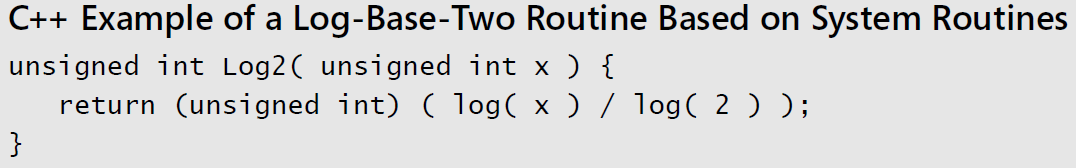 C++ Example of a Log-Base-Two Routine Based on System Routines
unsigned int Log2( unsigned int x ) {
   return (unsigned int) ( log( x ) / log( 2 ) );
}